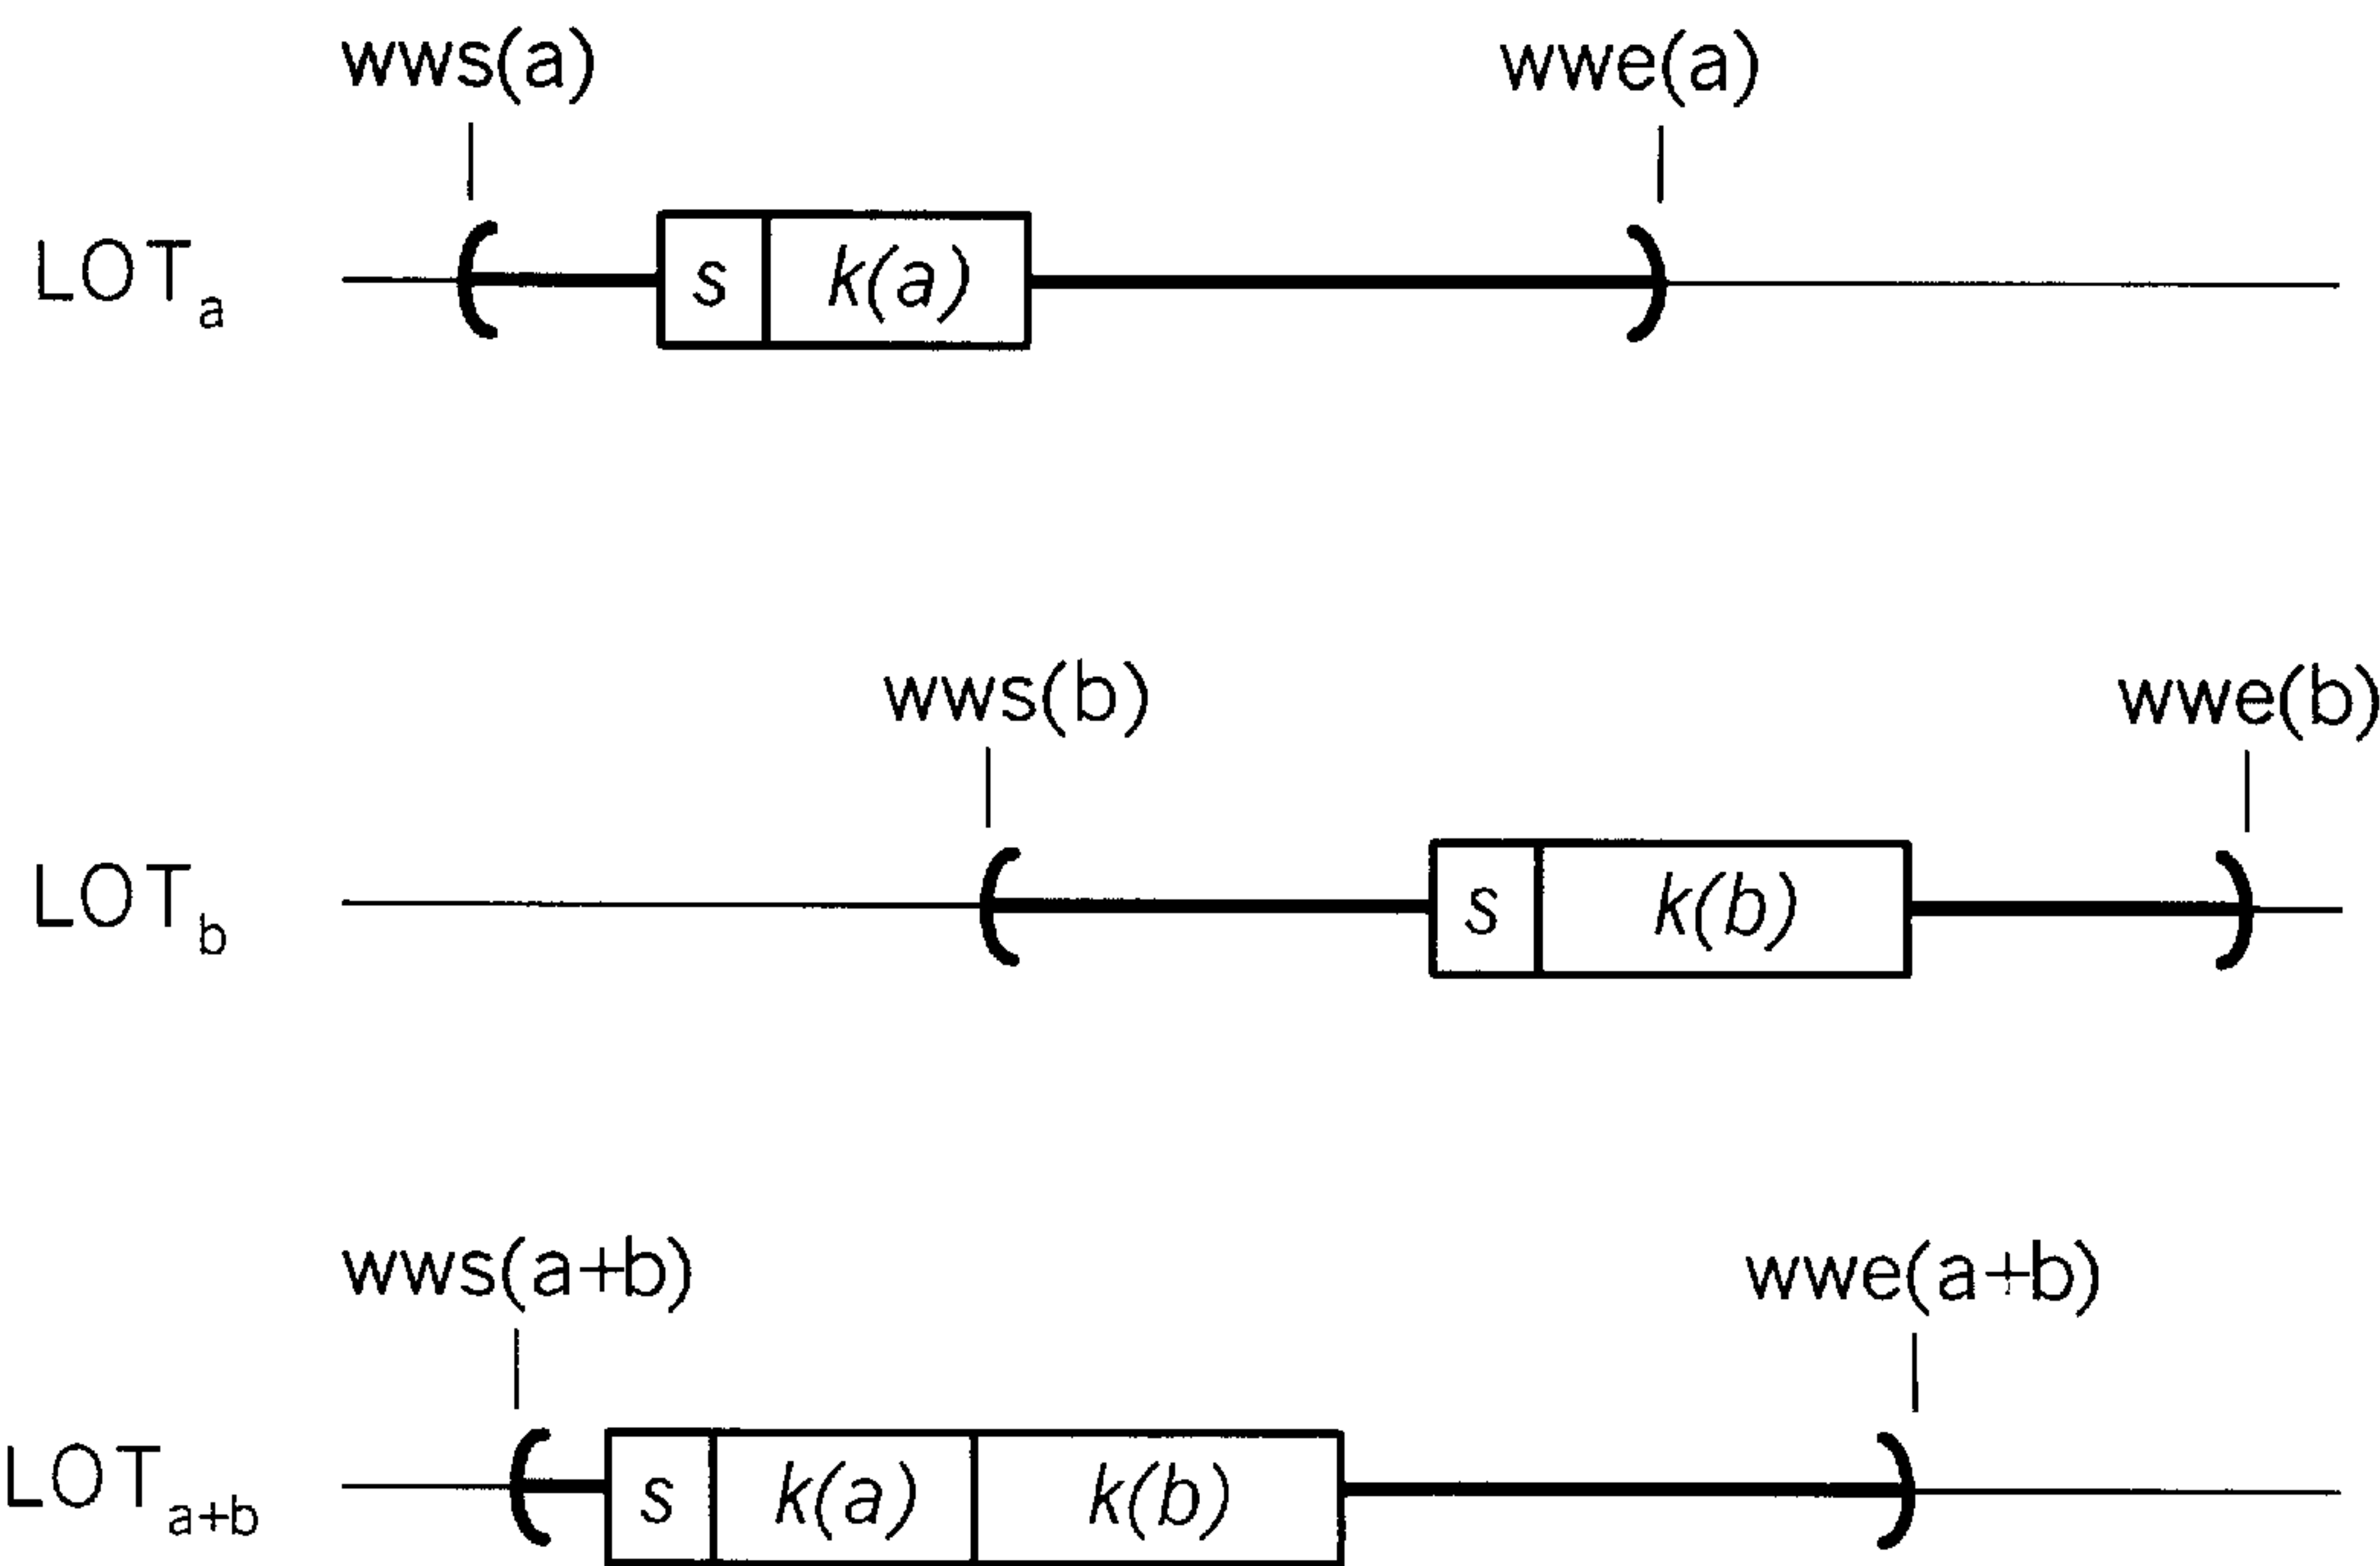 wws(a) wwe(a)
LOTa s k(a)
wws(b) wwe(b)
LOTb s k(b)
wws(a+b) wwe(a+b)
LOTa+b s k(a) k(b)